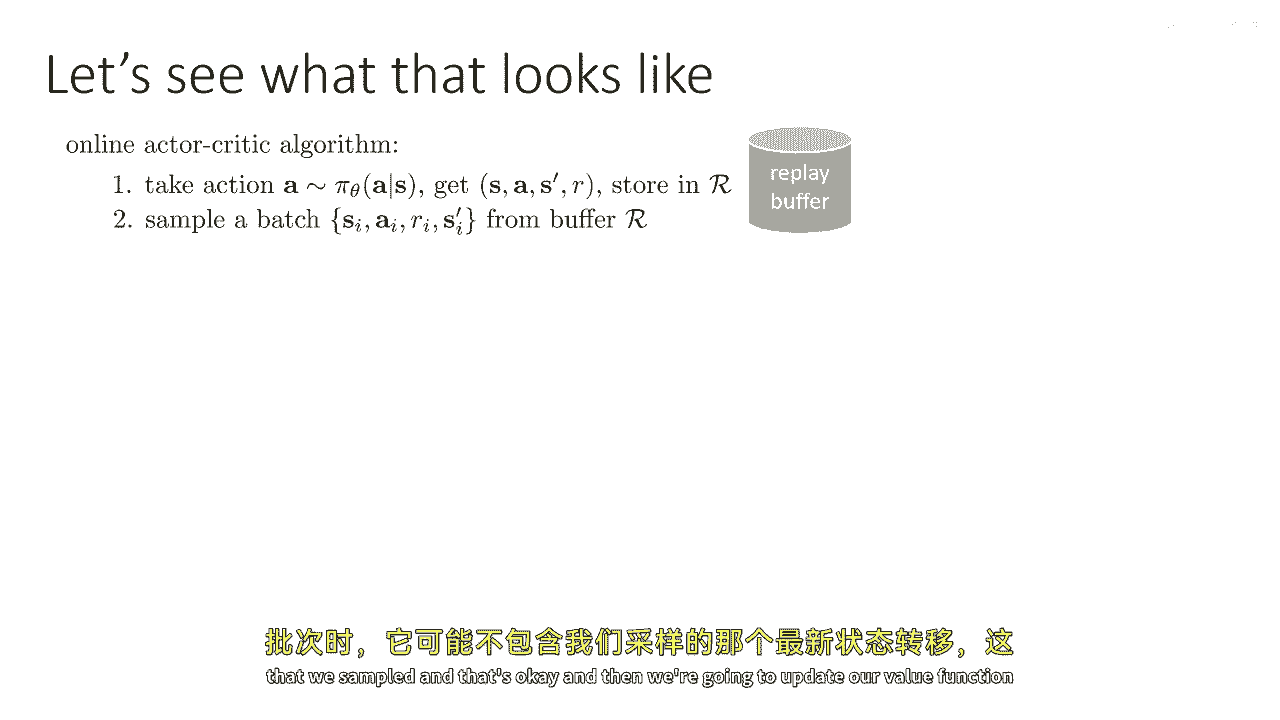 Let's see what that looks like
online actor-critic algorithm:
1. take action $\mathbf{a} \sim \pi_\theta(\mathbf{a}|\mathbf{s})$, get $(\mathbf{s}, \mathbf{a}, \mathbf{s}', r)$, store in $\mathcal{R}$
2. sample a batch $\{\mathbf{s}_i, \mathbf{a}_i, r_i, \mathbf{s}'_i\}$ from buffer $\mathcal{R}$
replay
buffer
批次时，它可能不包含我们采样的那个最新状态转移，这
that we sampled and that's okay and then we're going to update our value function